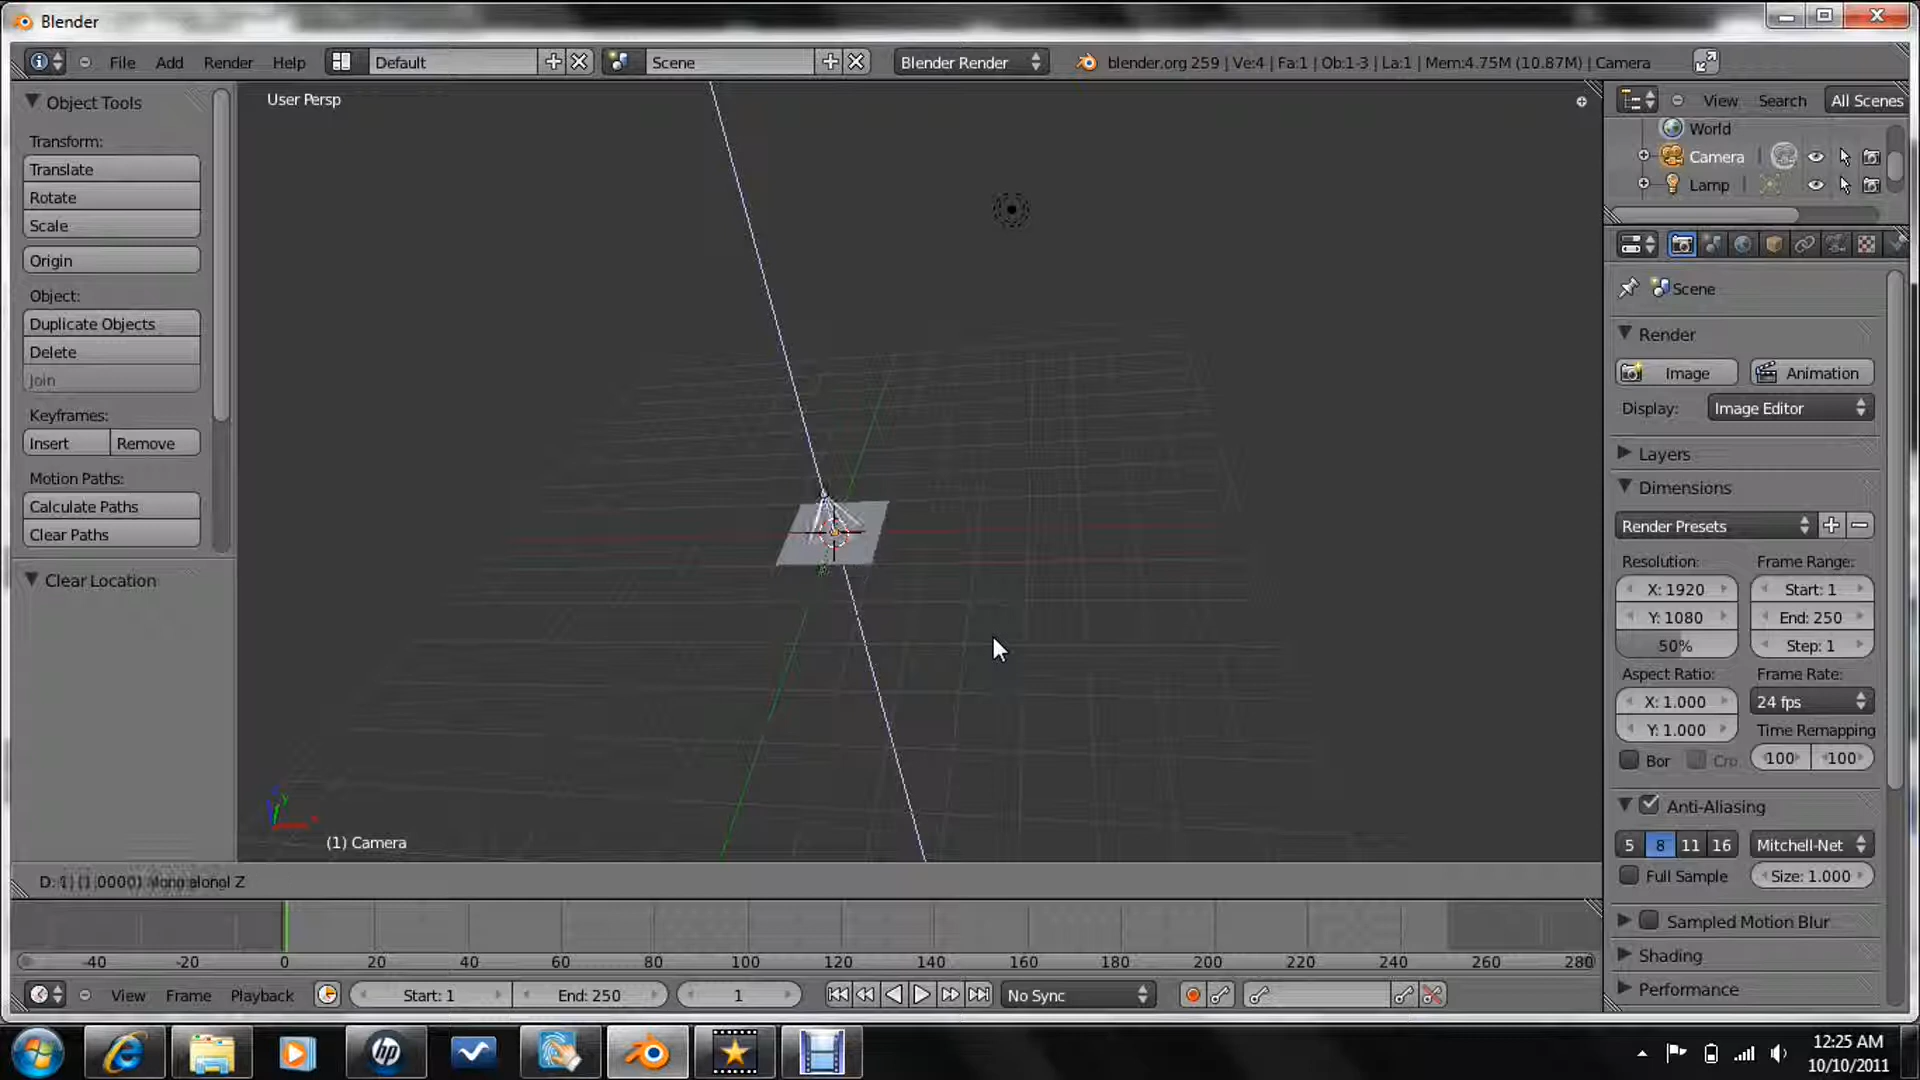 Blender
File Add Render Help Default Scene Blender Render blender.org 259 | Ve:4 | Fa:1 | Ob:1-3 | La:1 | Mem:4.75M (10.87M) | Camera
Object Tools
Transform:
Translate
Rotate
Scale
Origin
Object:
Duplicate Objects
Delete
Join
Keyframes:
Insert Remove
Motion Paths:
Calculate Paths
Clear Paths
Clear Location
User Persp
(1) Camera
View Search All Scenes
World
Camera
Lamp
Scene
Render
Image Animation
Display: Image Editor
Layers
Dimensions
Render Presets
Resolution: Frame Range:
X: 1920 Start: 1
Y: 1080 End: 250
50% Step: 1
Aspect Ratio: Frame Rate:
X: 1.000 24 fps
Y: 1.000 Time Remapping
Bor Cro 100 100
Anti-Aliasing
5 8 11 16 Mitchell-Net
Full Sample Size: 1.000
Sampled Motion Blur
Shading
Performance
Z
-40 -20 0 20 40 60 80 100 120 140 160 180 200 220 240 260 280
View Frame Playback Start: 1 End: 250 1 No Sync
12:25 AM
10/10/2011